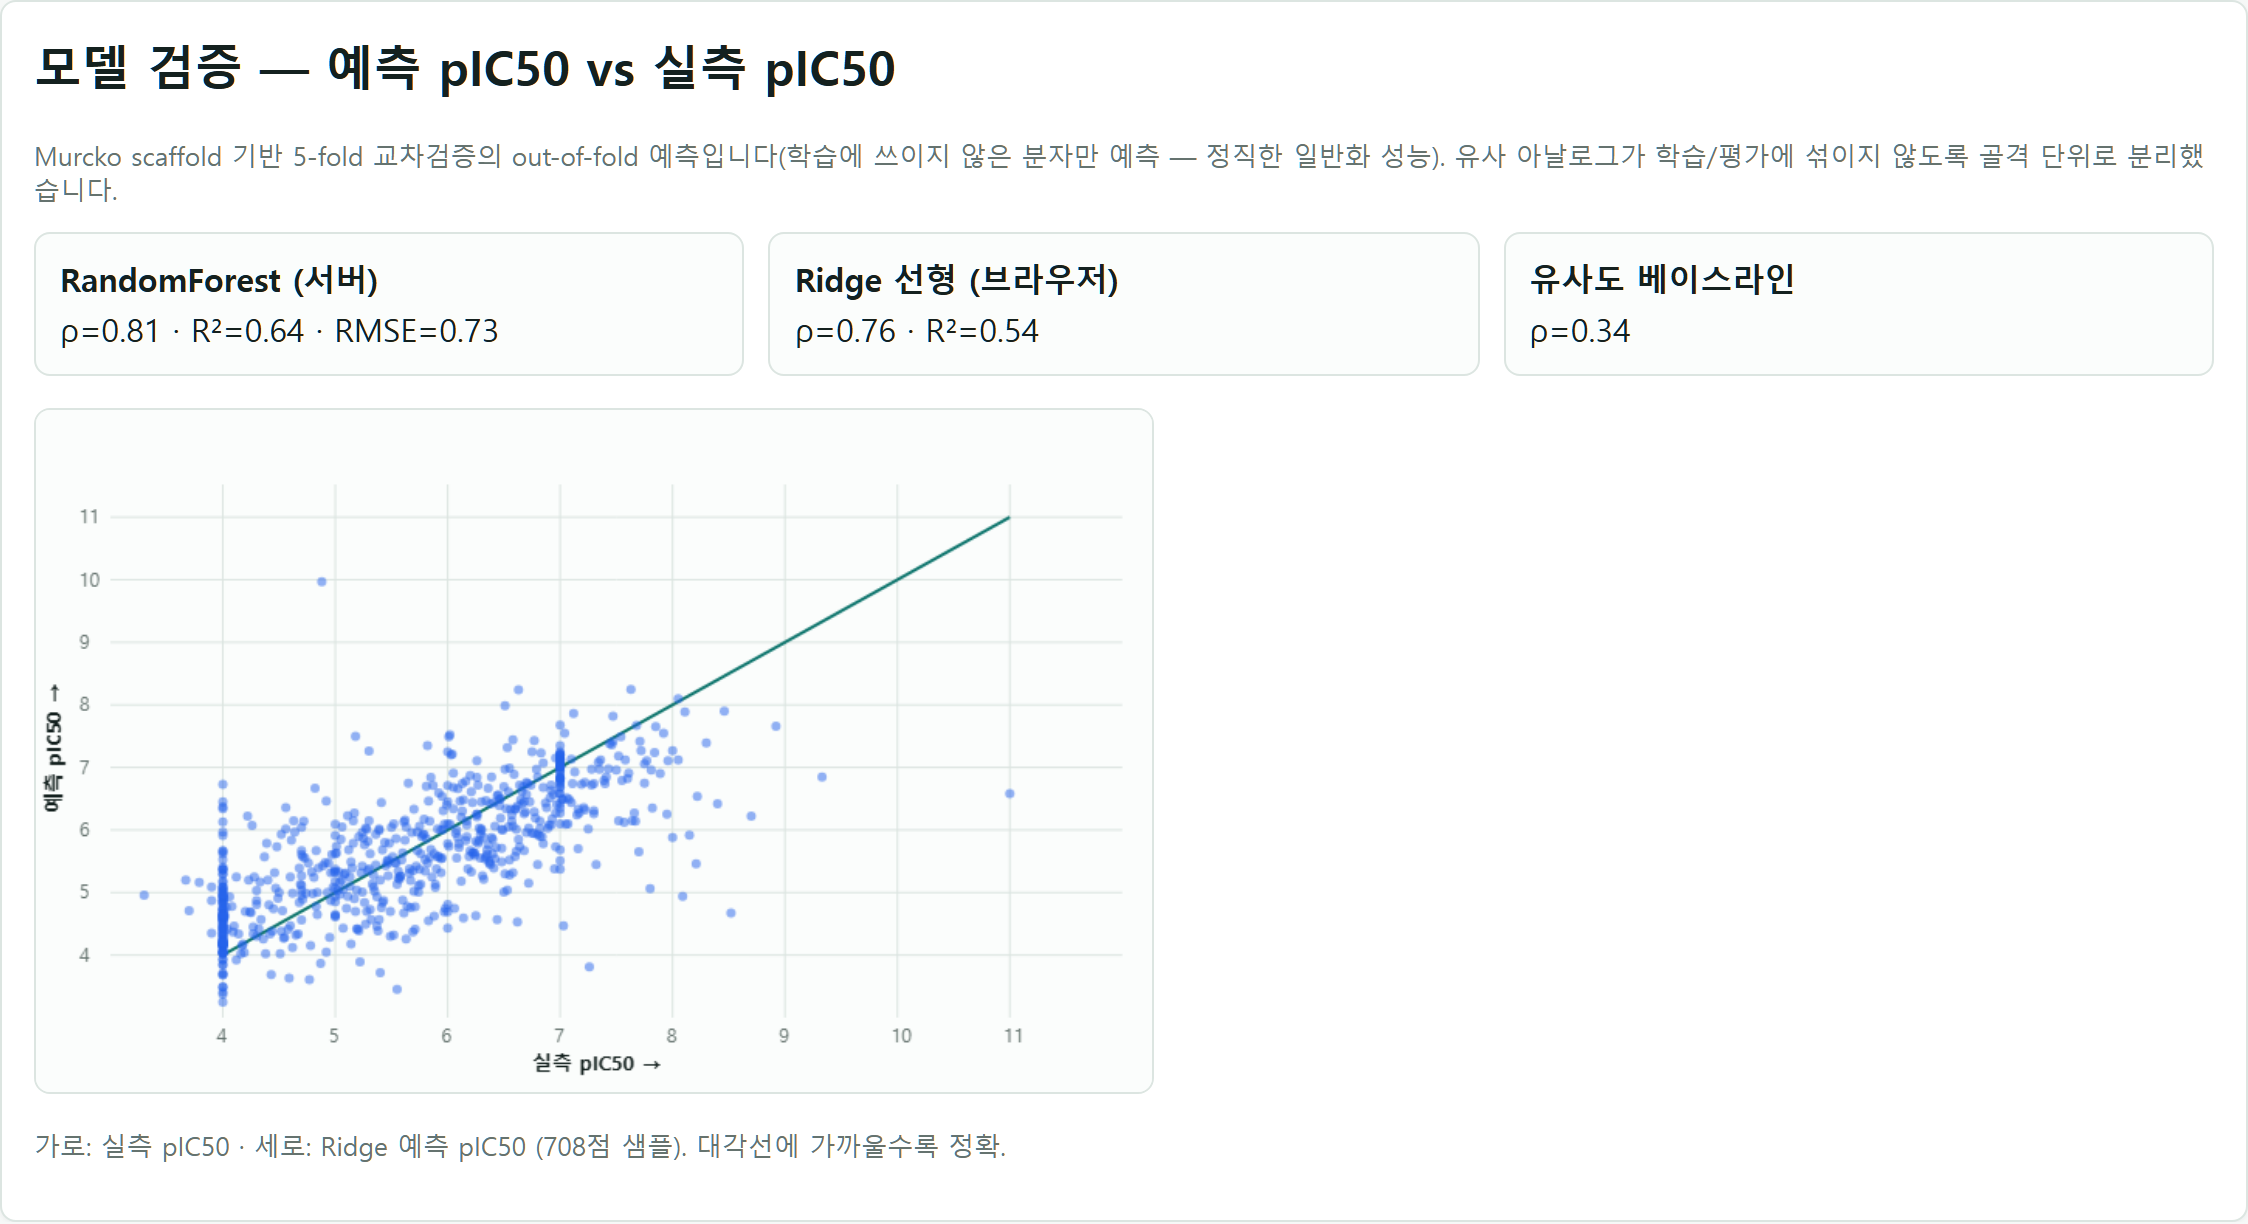 모델 검증 — 예측 pIC50 vs 실측 pIC50
Murcko scaffold 기반 5-fold 교차검증의 out-of-fold 예측입니다(학습에 쓰이지 않은 분자만 예측 — 정직한 일반화 성능). 유사 아날로그가 학습/평가에 섞이지 않도록 골격 단위로 분리했
습니다.
RandomForest (서버)
ρ=0.81 · R²=0.64 · RMSE=0.73
Ridge 선형 (브라우저)
ρ=0.76 · R²=0.54
유사도 베이스라인
ρ=0.34
예측 pIC50 →
11
10
9
8
7
6
5
4
4 5 6 7 8 9 10 11
실측 pIC50 →
가로: 실측 pIC50 · 세로: Ridge 예측 pIC50 (708점 샘플). 대각선에 가까울수록 정확.